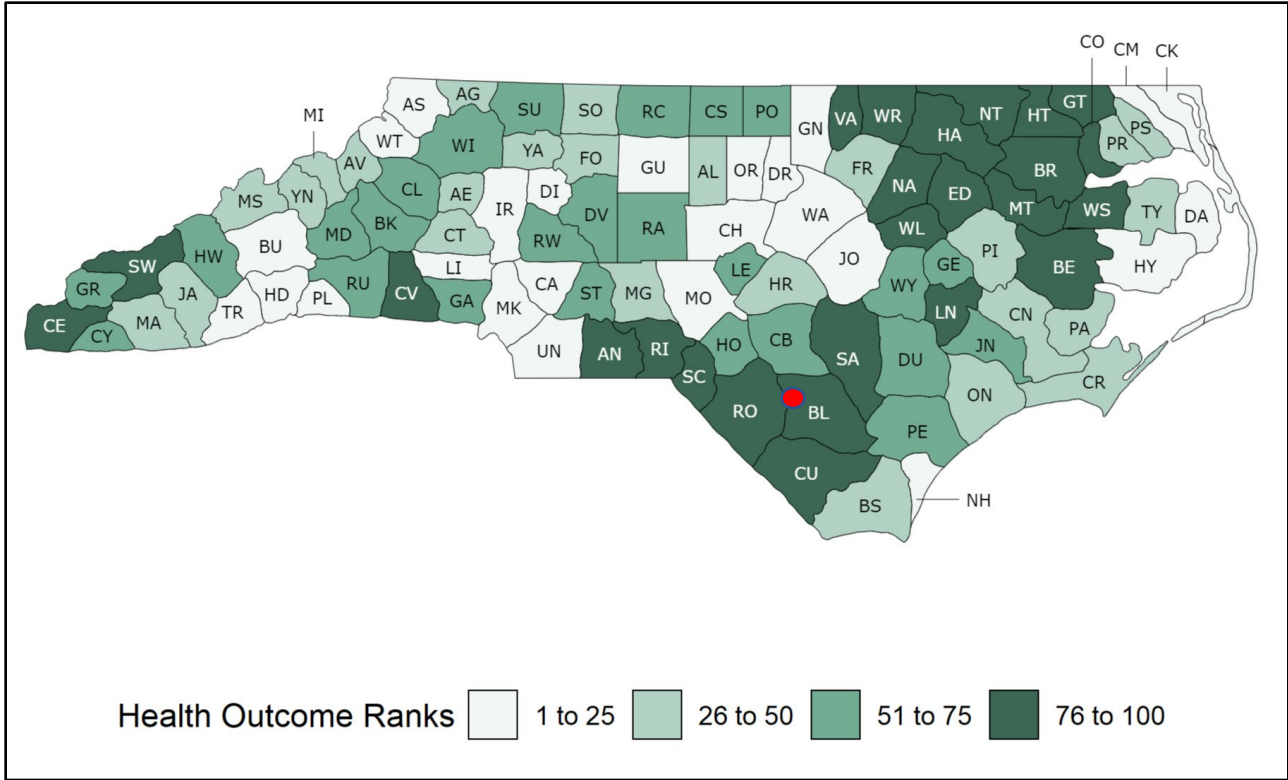 CO CM CK
AS AG SU SO RC CS PO GN VA WR HA NT HT GT
MI WT WI YA FO GU AL OR DR FR BR PR PS
AV YN MS CL AE IR DI DV RA CH WA NA ED MT WS TY DA
BU MD BK CT RW WL JO PI BE HY
SW HW LI LE HR WY GE
GR JA TR HD PL RU CV GA MK CA ST MG MO LN CN PA
CE CY MA UN AN RI HO CB SA DU JN CR
SC RO BL ON
PE
CU
BS NH
Health Outcome Ranks 1 to 25 26 to 50 51 to 75 76 to 100